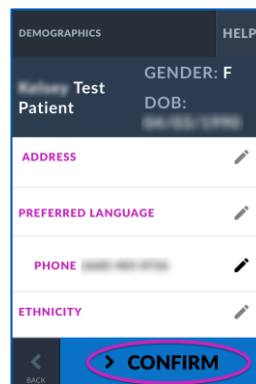 DEMOGRAPHICS
HELP
GENDER: F
Test
Patient
DOB:
ADDRESS
PREFERRED LANGUAGE
PHONE
ETHNICITY
BACK
> CONFIRM